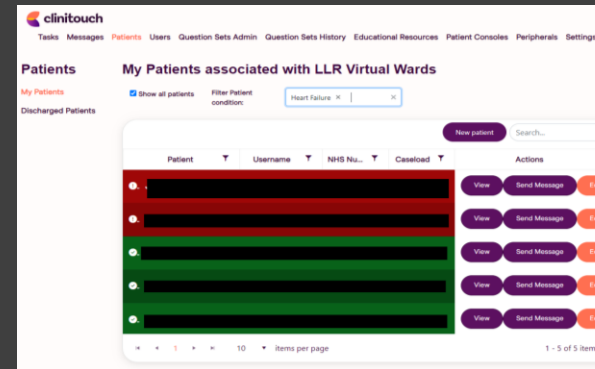 clinitouch
Tasks Messages Patients Users Question Sets Admin Question Sets History Educational Resources Patient Consoles Peripherals Settings
Patients
My Patients
Discharged Patients
My Patients associated with LLR Virtual Wards
Show all patients
Filter Patient
condition:
Heart Failure × ×
New patient Search...
Patient Username NHS Nu... Caseload Actions
View Send Message
View Send Message
View Send Message
View Send Message
View Send Message
1 10 items per page 1 - 5 of 5 item